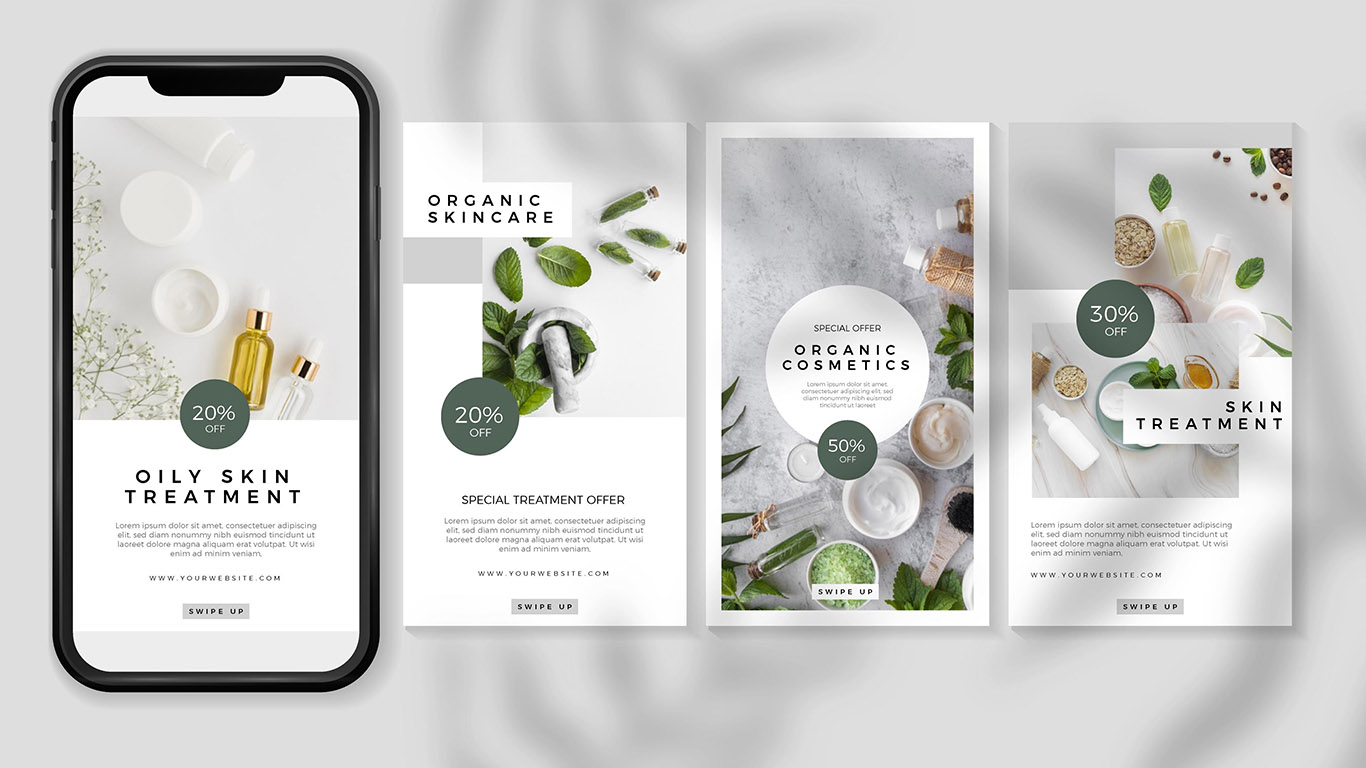 20%
OFF
OILY SKIN
TREATMENT
Lorem ipsum dolor sit amet, consectetuer adipiscing
elit, sed diam nonummy nibh euismod tincidunt ut
laoreet dolore magna aliquam erat volutpat. Ut wisi
enim ad minim veniam,
WWW.YOURWEBSITE.COM
SWIPE UP
ORGANIC
SKINCARE
20%
OFF
SPECIAL TREATMENT OFFER
Lorem ipsum dolor sit amet, consectetuer adipiscing
elit, sed diam nonummy nibh euismod tincidunt ut
laoreet dolore magna aliquam erat volutpat. Ut wisi
enim ad minim veniam,
WWW.YOURWEBSITE.COM
SWIPE UP
SPECIAL OFFER
ORGANIC
COSMETICS
Lorem ipsum dolor sit amet,
consectetuer adipiscing elit, sed
diam nonummy nibh euismod
tincidunt ut laoreet
50%
OFF
SWIPE UP
30%
OFF
SKIN
TREATMENT
Lorem ipsum dolor sit amet, consectetuer adipiscing
elit, sed diam nonummy nibh euismod tincidunt ut
laoreet dolore magna aliquam erat volutpat. Ut wisi
enim ad minim veniam,
WWW.YOURWEBSITE.COM
SWIPE UP